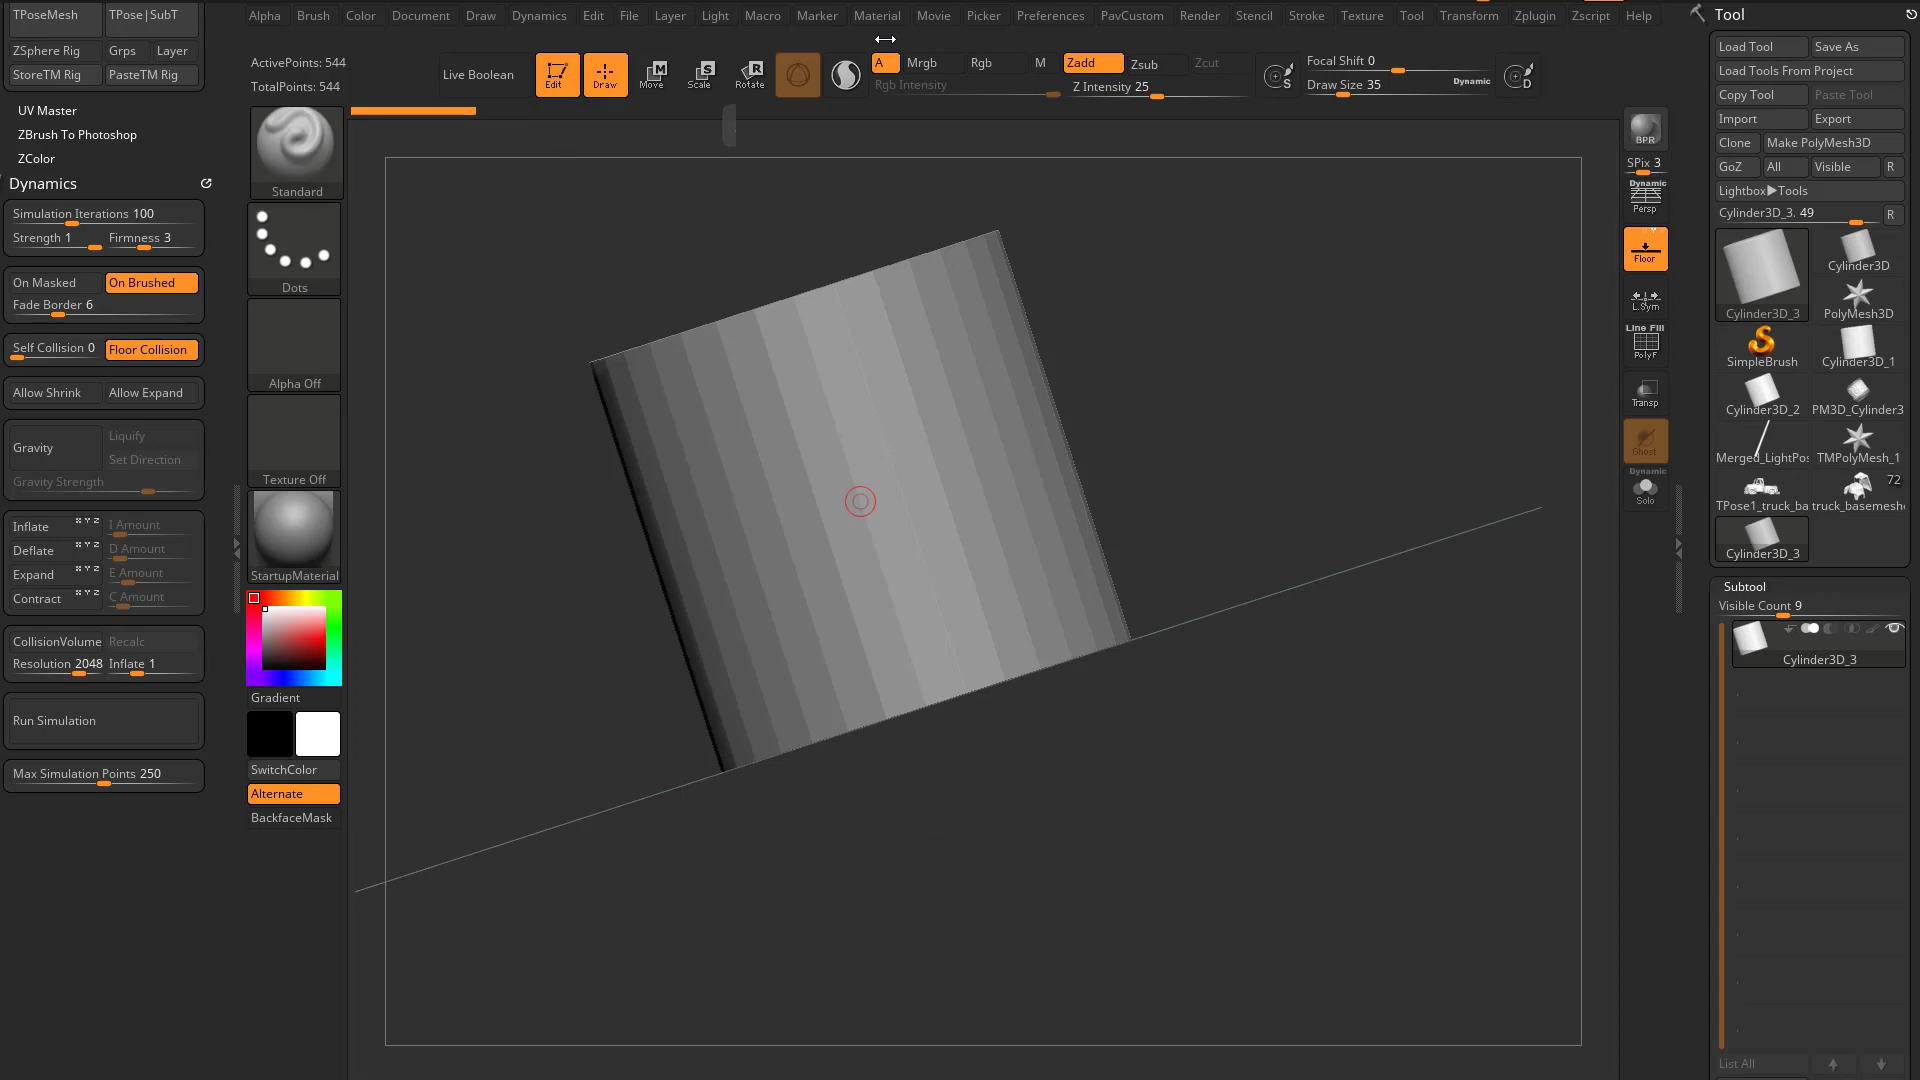 Alpha Brush Color Document Draw Dynamics Edit File Layer Light Macro Marker Material Movie Picker Preferences PavCustom Render Stencil Stroke Texture Tool Transform Zplugin Zscript Help
TPoseMesh TPose|SubT
ZSphere Rig Grps Layer
StoreTM Rig PasteTM Rig
UV Master
ZBrush To Photoshop
ZColor
Dynamics
Simulation Iterations 100
Strength 1 Firmness 3
On Masked On Brushed
Fade Border 6
Self Collision 0 Floor Collision
Allow Shrink Allow Expand
Gravity Liquify
Set Direction
Gravity Strength
Inflate X Y Z I Amount
Deflate X Y Z D Amount
Expand X Y Z E Amount
Contract X Y Z C Amount
CollisionVolume Recalc
Resolution 2048 Inflate 1
Run Simulation
Max Simulation Points 250
ActivePoints: 544
TotalPoints: 544
Live Boolean
Edit Draw Move Scale Rotate
M S R
A Mrgb Rgb M
Rgb Intensity
Zadd Zsub Zcut
Z Intensity 25
S
Focal Shift 0
Draw Size 35 Dynamic
D
Standard
Dots
Alpha Off
Texture Off
StartupMaterial
Gradient
SwitchColor
Alternate
BackfaceMask
BPR
SPix 3
Dynamic
Persp
Floor
L.Sym
Line Fill
PolyF
Transp
Ghost
Dynamic
Solo
Tool
Load Tool Save As
Load Tools From Project
Copy Tool Paste Tool
Import Export
Clone Make PolyMesh3D
GoZ All Visible R
Lightbox▶Tools
Cylinder3D_3. 49 R
Cylinder3D_3 Cylinder3D
PolyMesh3D
SimpleBrush Cylinder3D_1
Cylinder3D_2 PM3D_Cylinder3
Merged_LightPos TMPolyMesh_1
72
TPose1_truck_ba truck_basemesh
Cylinder3D_3
Subtool
Visible Count 9
Cylinder3D_3
List All